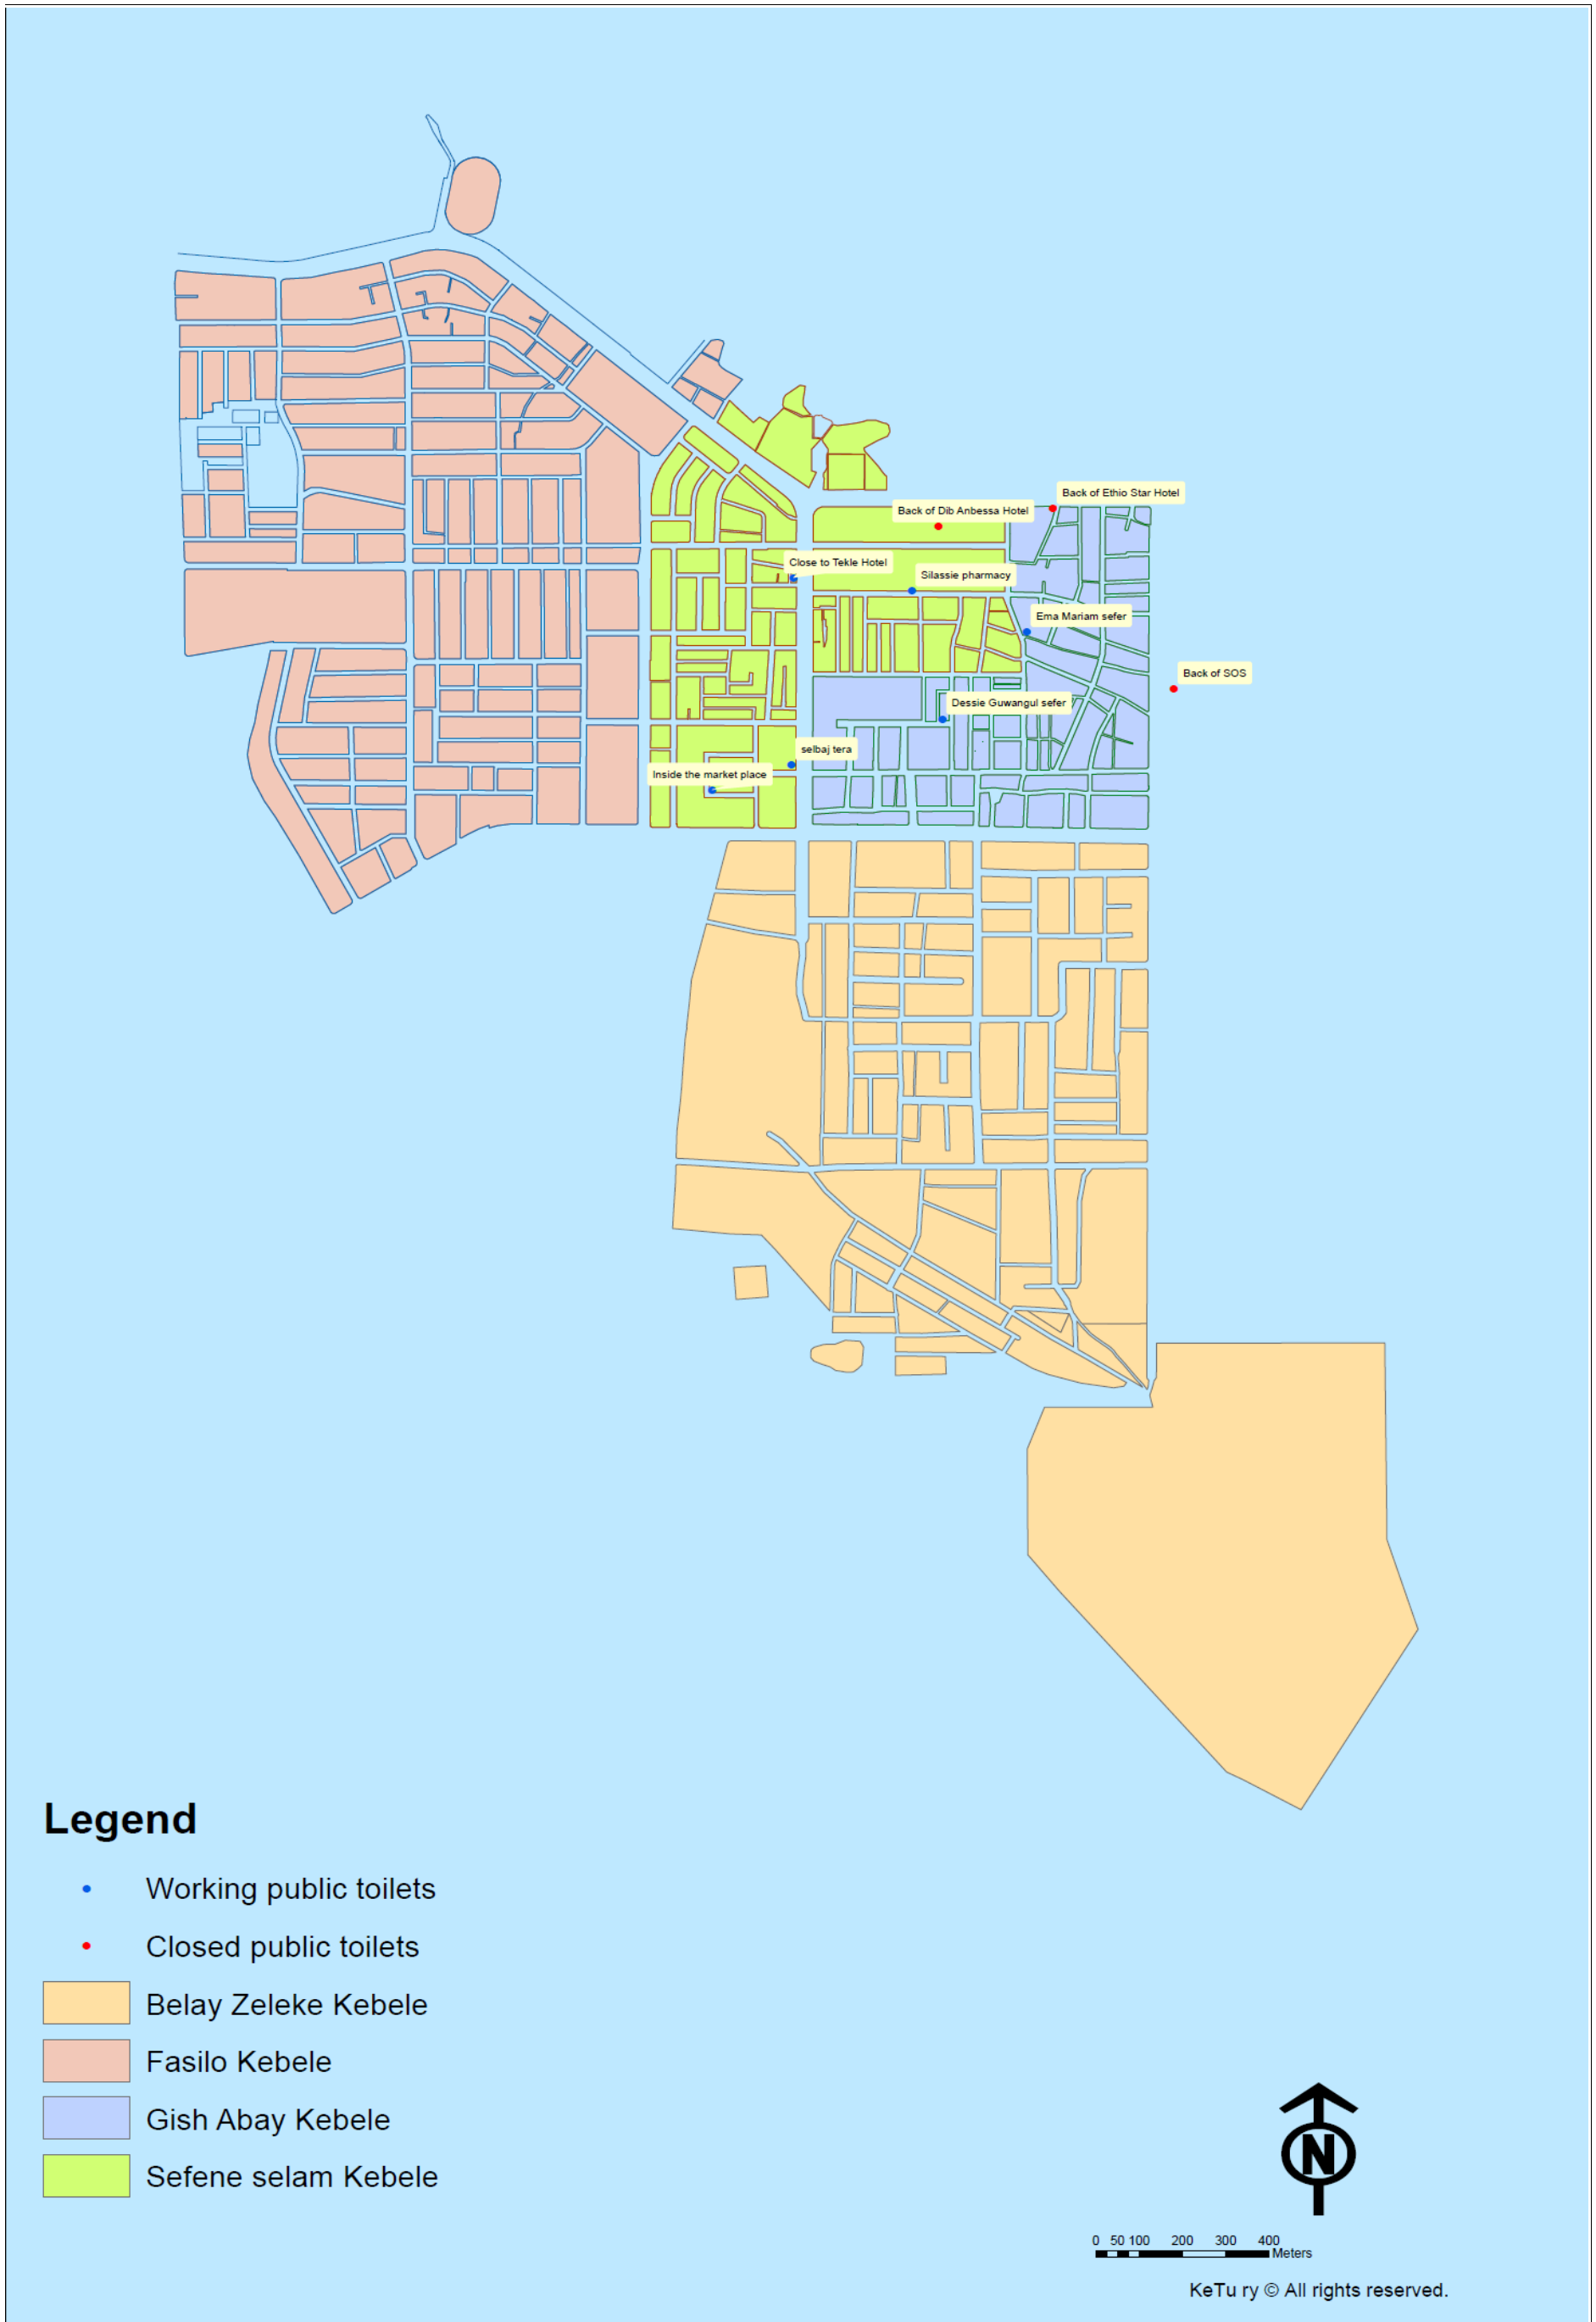 Back of Ethio Star Hotel
Back of Dib Anbessa Hotel
Close to Tekle Hotel
Silassie pharmacy
Ema Mariam sefer
Back of SOS
Dessie Guwangul sefer
selbaj tera
Inside the market place
Legend
Working public toilets
Closed public toilets
Belay Zeleke Kebele
Fasilo Kebele
Gish Abay Kebele
Sefene selam Kebele
N
0 50 100 200 300 400
Meters
KeTu ry © All rights reserved.